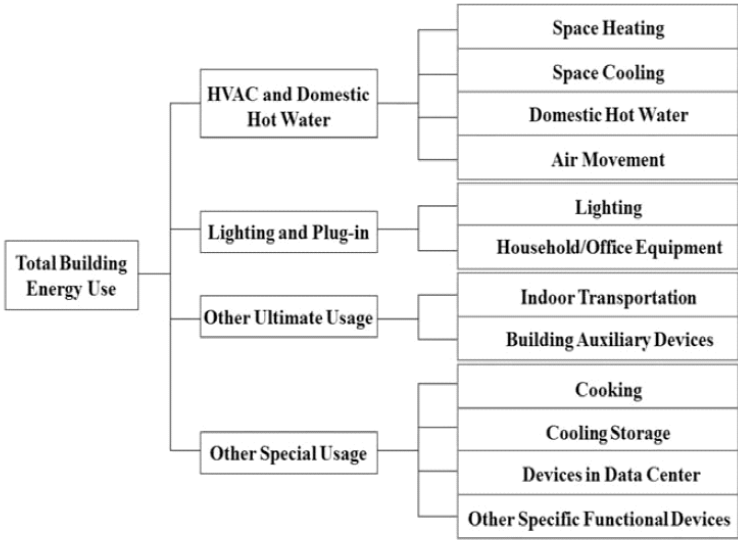 Total Building
Energy Use
HVAC and Domestic
Hot Water
Space Heating
Space Cooling
Domestic Hot Water
Air Movement
Lighting and Plug-in
Lighting
Household/Office Equipment
Other Ultimate Usage
Indoor Transportation
Building Auxiliary Devices
Other Special Usage
Cooking
Cooling Storage
Devices in Data Center
Other Specific Functional Devices